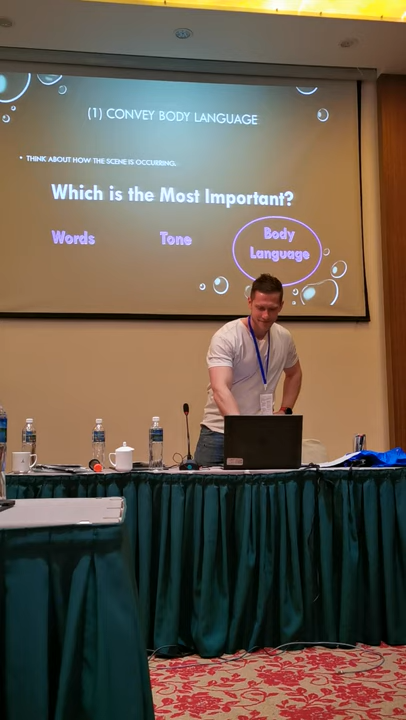 (1) CONVEY BODY LANGUAGE
• THINK ABOUT HOW THE SCENE IS OCCURRING.
Which is the Most Important?
Words Tone Body
Language